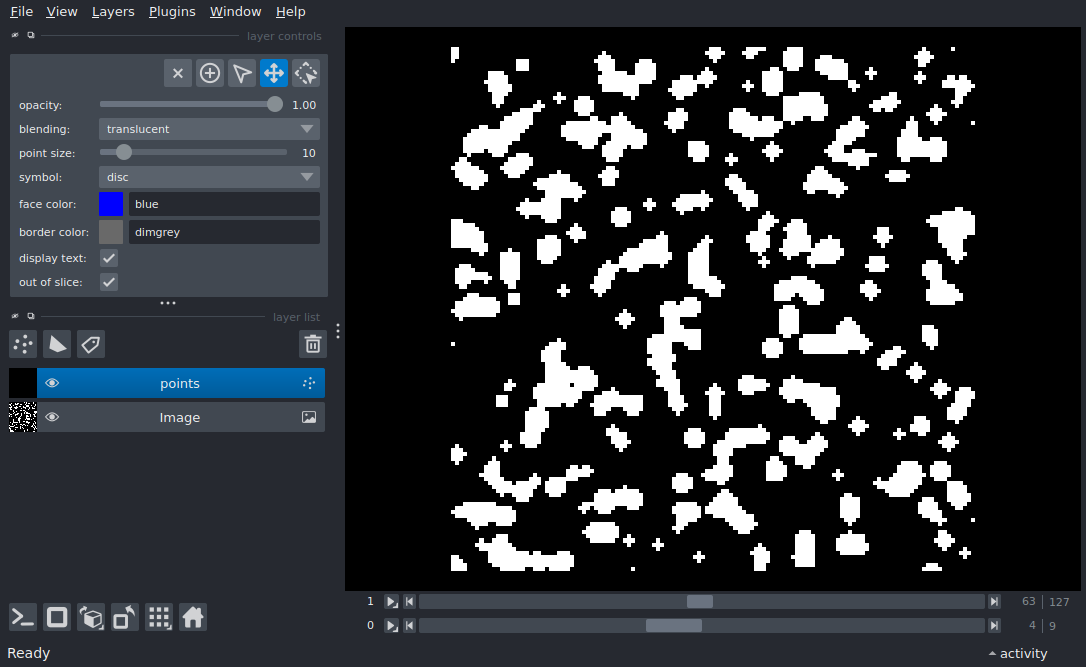 File View Layers Plugins Window Help
layer controls
opacity: 1.00
blending: translucent
point size: 10
symbol: disc
face color: blue
border color: dimgrey
display text:
out of slice:
layer list
points
Image
1 63 | 127
0 4 | 9
Ready activity